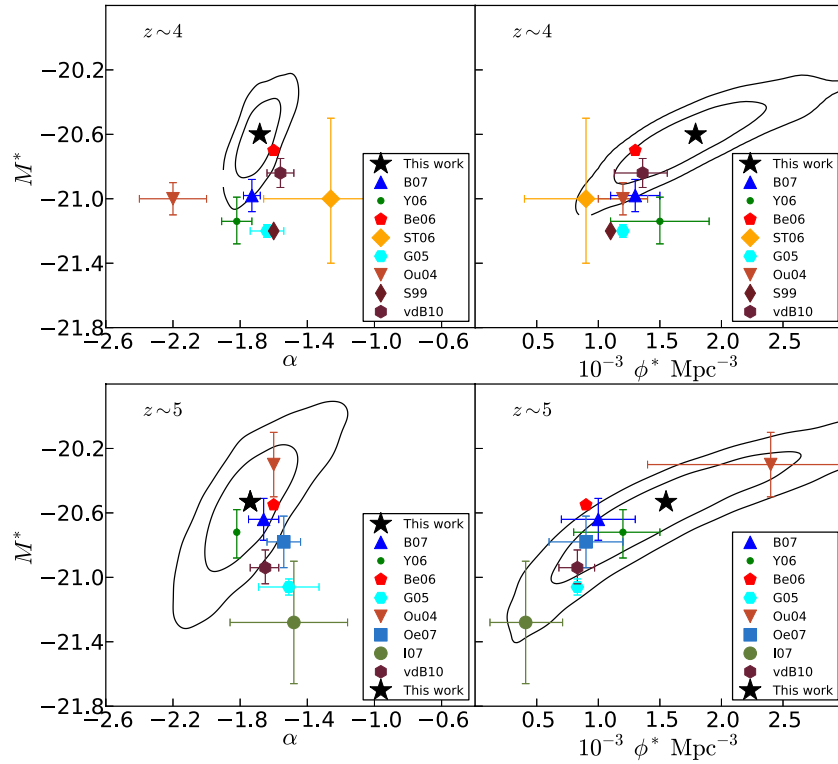 z~4
z~4
M*
−20.2
−20.6
−21.0
−21.4
−21.8
This work
B07
Y06
Be06
ST06
G05
Ou04
S99
vdB10
This work
B07
Y06
Be06
ST06
G05
Ou04
S99
vdB10
−2.6 −2.2 −1.8 −1.4 −1.0 −0.6
0.5 1.0 1.5 2.0 2.5
α
10⁻³ ϕ* Mpc⁻³
z~5
z~5
M*
−20.2
−20.6
−21.0
−21.4
−21.8
This work
B07
Y06
Be06
G05
Ou04
Oe07
I07
vdB10
This work
This work
B07
Y06
Be06
G05
Ou04
Oe07
I07
vdB10
This work
−2.6 −2.2 −1.8 −1.4 −1.0 −0.6
0.5 1.0 1.5 2.0 2.5
α
10⁻³ ϕ* Mpc⁻³